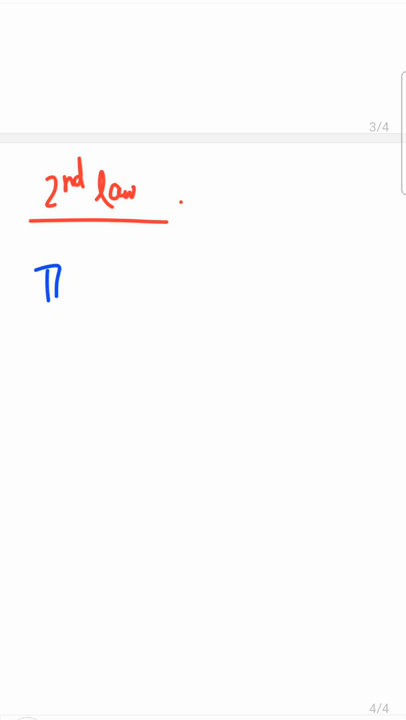 3/4
2nd law .
π
4/4